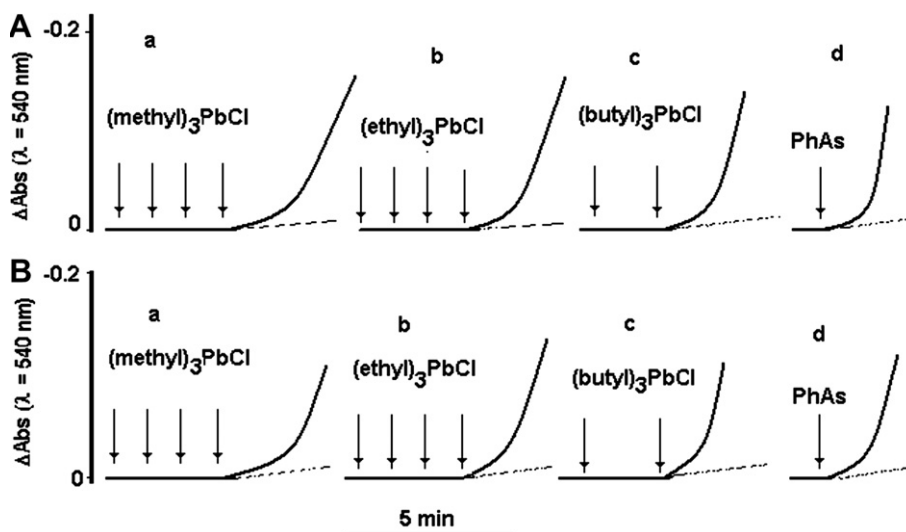 A
-0.2
a
b
c
d
(methyl)3PbCl
(ethyl)3PbCl
(butyl)3PbCl
PhAs
ΔAbs (λ = 540 nm)
0
B
-0.2
a
b
c
d
(methyl)3PbCl
(ethyl)3PbCl
(butyl)3PbCl
PhAs
ΔAbs (λ = 540 nm)
0
5 min